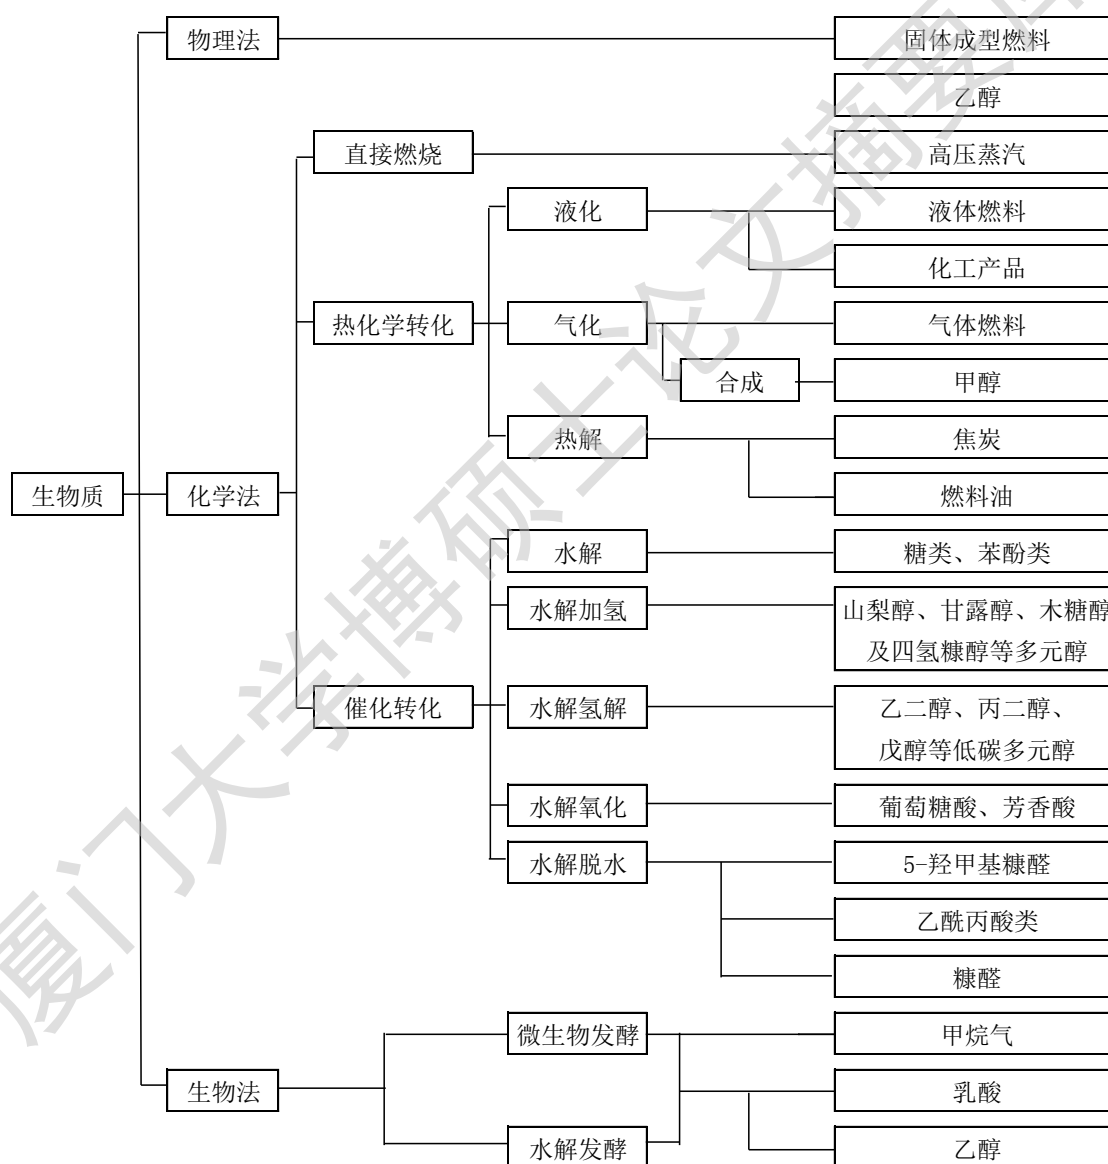 物理法
固体成型燃料
乙醇
直接燃烧
高压蒸汽
液化
液体燃料
化工产品
热化学转化
气化
气体燃料
合成
甲醇
热解
焦炭
生物质
化学法
燃料油
水解
糖类、苯酚类
水解加氢
山梨醇、甘露醇、木糖醇
及四氢糠醇等多元醇
催化转化
水解氢解
乙二醇、丙二醇、
戊醇等低碳多元醇
水解氧化
葡萄糖酸、芳香酸
水解脱水
5-羟甲基糠醛
乙酰丙酸类
糠醛
微生物发酵
甲烷气
生物法
乳酸
水解发酵
乙醇
厦门大学博硕士论文摘要库